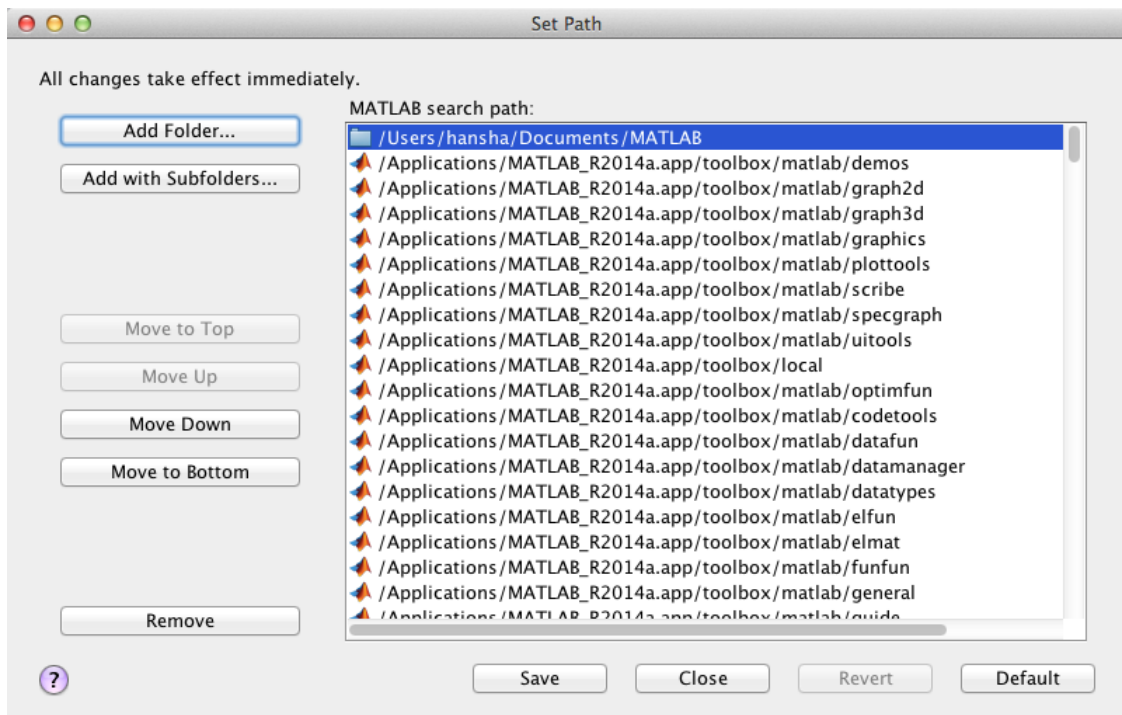 Set Path
All changes take effect immediately.
MATLAB search path:
Add Folder...
Add with Subfolders...
Move to Top
Move Up
Move Down
Move to Bottom
Remove
/Users/hansha/Documents/MATLAB
/Applications/MATLAB_R2014a.app/toolbox/matlab/demos
/Applications/MATLAB_R2014a.app/toolbox/matlab/graph2d
/Applications/MATLAB_R2014a.app/toolbox/matlab/graph3d
/Applications/MATLAB_R2014a.app/toolbox/matlab/graphics
/Applications/MATLAB_R2014a.app/toolbox/matlab/plottools
/Applications/MATLAB_R2014a.app/toolbox/matlab/scribe
/Applications/MATLAB_R2014a.app/toolbox/matlab/specgraph
/Applications/MATLAB_R2014a.app/toolbox/matlab/uitools
/Applications/MATLAB_R2014a.app/toolbox/local
/Applications/MATLAB_R2014a.app/toolbox/matlab/optimfun
/Applications/MATLAB_R2014a.app/toolbox/matlab/codetools
/Applications/MATLAB_R2014a.app/toolbox/matlab/datafun
/Applications/MATLAB_R2014a.app/toolbox/matlab/datamanager
/Applications/MATLAB_R2014a.app/toolbox/matlab/datatypes
/Applications/MATLAB_R2014a.app/toolbox/matlab/elfun
/Applications/MATLAB_R2014a.app/toolbox/matlab/elmat
/Applications/MATLAB_R2014a.app/toolbox/matlab/funfun
/Applications/MATLAB_R2014a.app/toolbox/matlab/general
/Applications/MATLAB_R2014a.app/toolbox/matlab/guide
?
Save
Close
Revert
Default